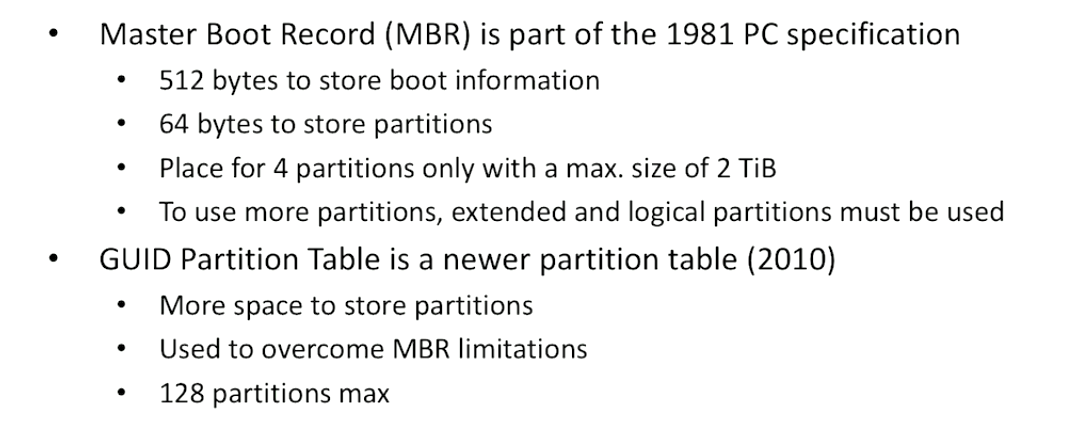 • Master Boot Record (MBR) is part of the 1981 PC specification
• 512 bytes to store boot information
• 64 bytes to store partitions
• Place for 4 partitions only with a max. size of 2 TiB
• To use more partitions, extended and logical partitions must be used
• GUID Partition Table is a newer partition table (2010)
• More space to store partitions
• Used to overcome MBR limitations
• 128 partitions max